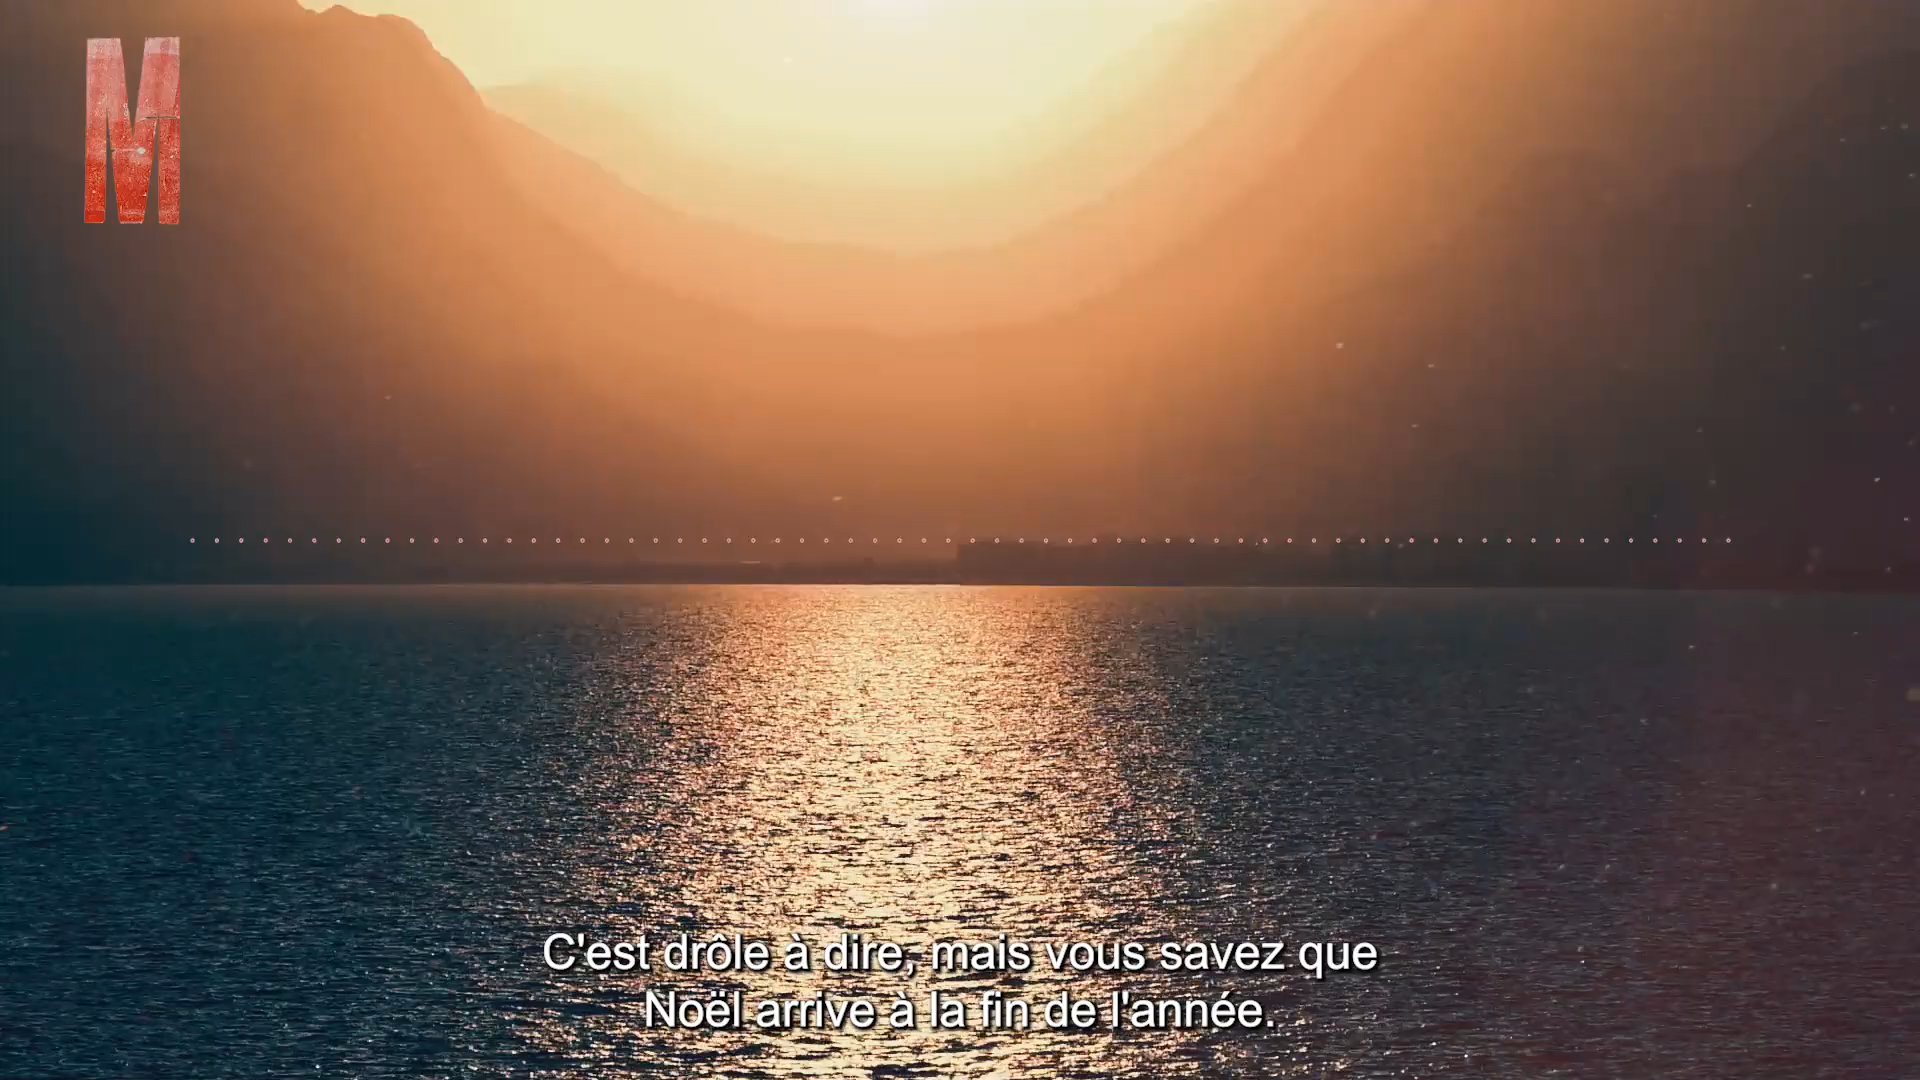 M
C'est drôle à dire, mais vous savez que
Noël arrive à la fin de l'année.